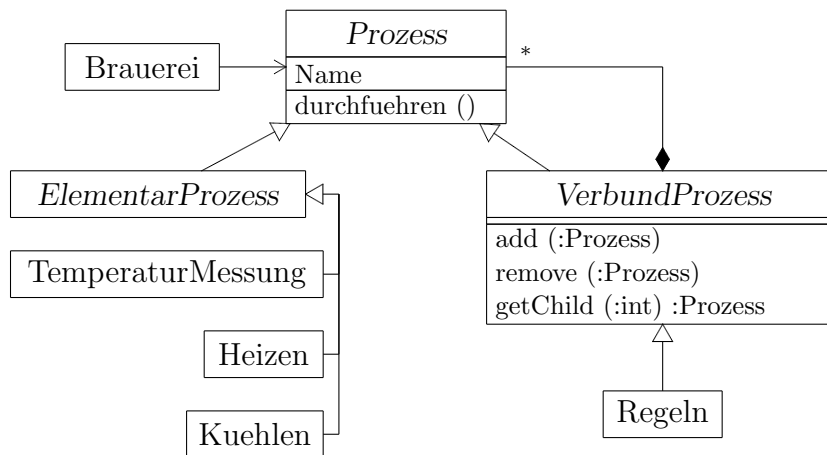 Prozess
*
Brauerei
Name
durchfuehren ()
ElementarProzess
VerbundProzess
add (:Prozess)
remove (:Prozess)
getChild (:int) :Prozess
TemperaturMessung
Heizen
Regeln
Kuehlen